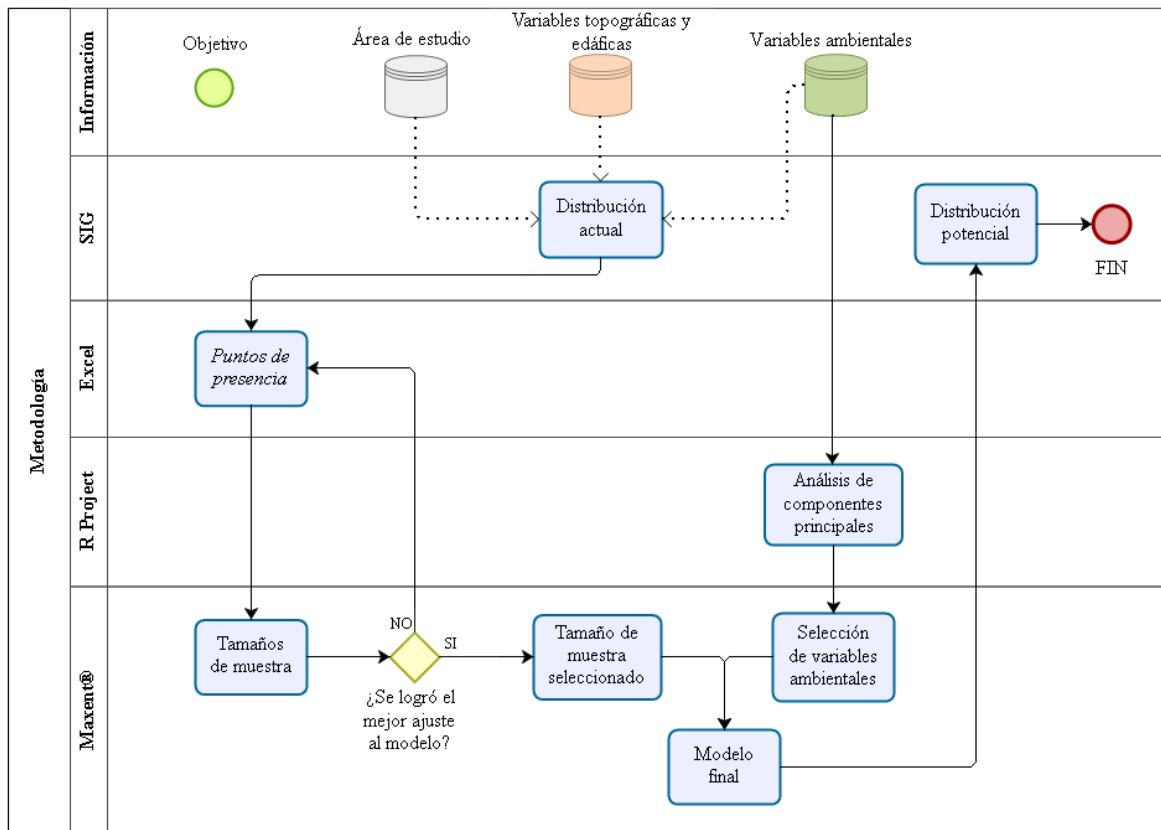 Metodología
Información
Objetivo
Área de estudio
Variables topográficas y
edáficas
Variables ambientales
SIG
Distribución
actual
Distribución
potencial
FIN
Excel
Puntos de
presencia
R Project
Análisis de
componentes
principales
Maxent®
Tamaños
de muestra
NO
SI
¿Se logró el
mejor ajuste
al modelo?
Tamaño de
muestra
seleccionado
Selección
de variables
ambientales
Modelo
final